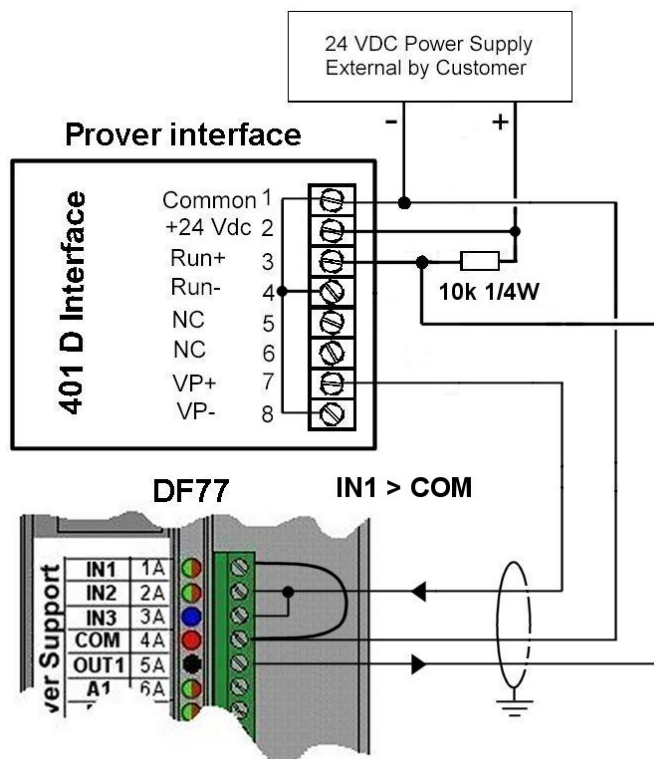 24 VDC Power Supply
External by Customer
- +
Prover interface
401 D Interface
Common 1
+24 Vdc 2
Run+ 3
Run- 4
NC 5
NC 6
VP+ 7
VP- 8
10k 1/4W
DF77
IN1 > COM
ver Support
IN1 1A
IN2 2A
IN3 3A
COM 4A
OUT1 5A
A1 6A